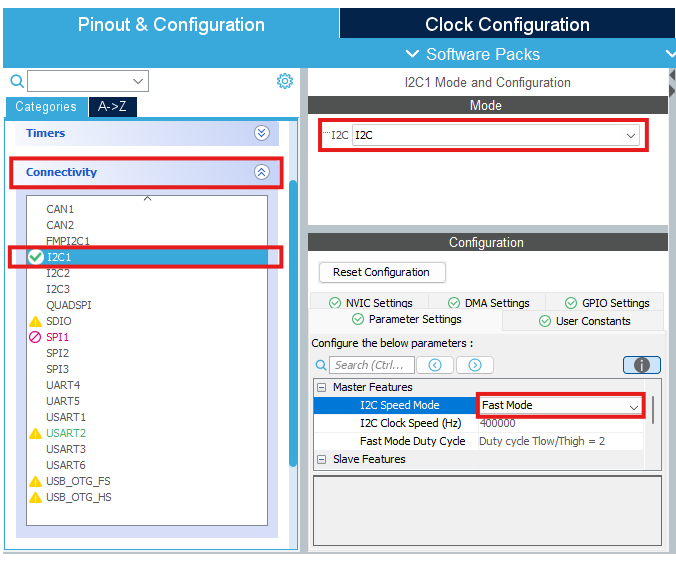 Pinout & Configuration
Clock Configuration
Software Packs
Categories
A->Z
Timers
Connectivity
CAN1
CAN2
FMPI2C1
I2C1
I2C2
I2C3
QUADSPI
SDIO
SPI1
SPI2
SPI3
UART4
UART5
USART1
USART2
USART3
USART6
USB_OTG_FS
USB_OTG_HS
I2C1 Mode and Configuration
Mode
I2C I2C
Configuration
Reset Configuration
NVIC Settings
DMA Settings
GPIO Settings
Parameter Settings
User Constants
Configure the below parameters :
Search (Ctrl...
Master Features
I2C Speed Mode Fast Mode
I2C Clock Speed (Hz) 400000
Fast Mode Duty Cycle Duty cycle Tlow/Thigh = 2
Slave Features